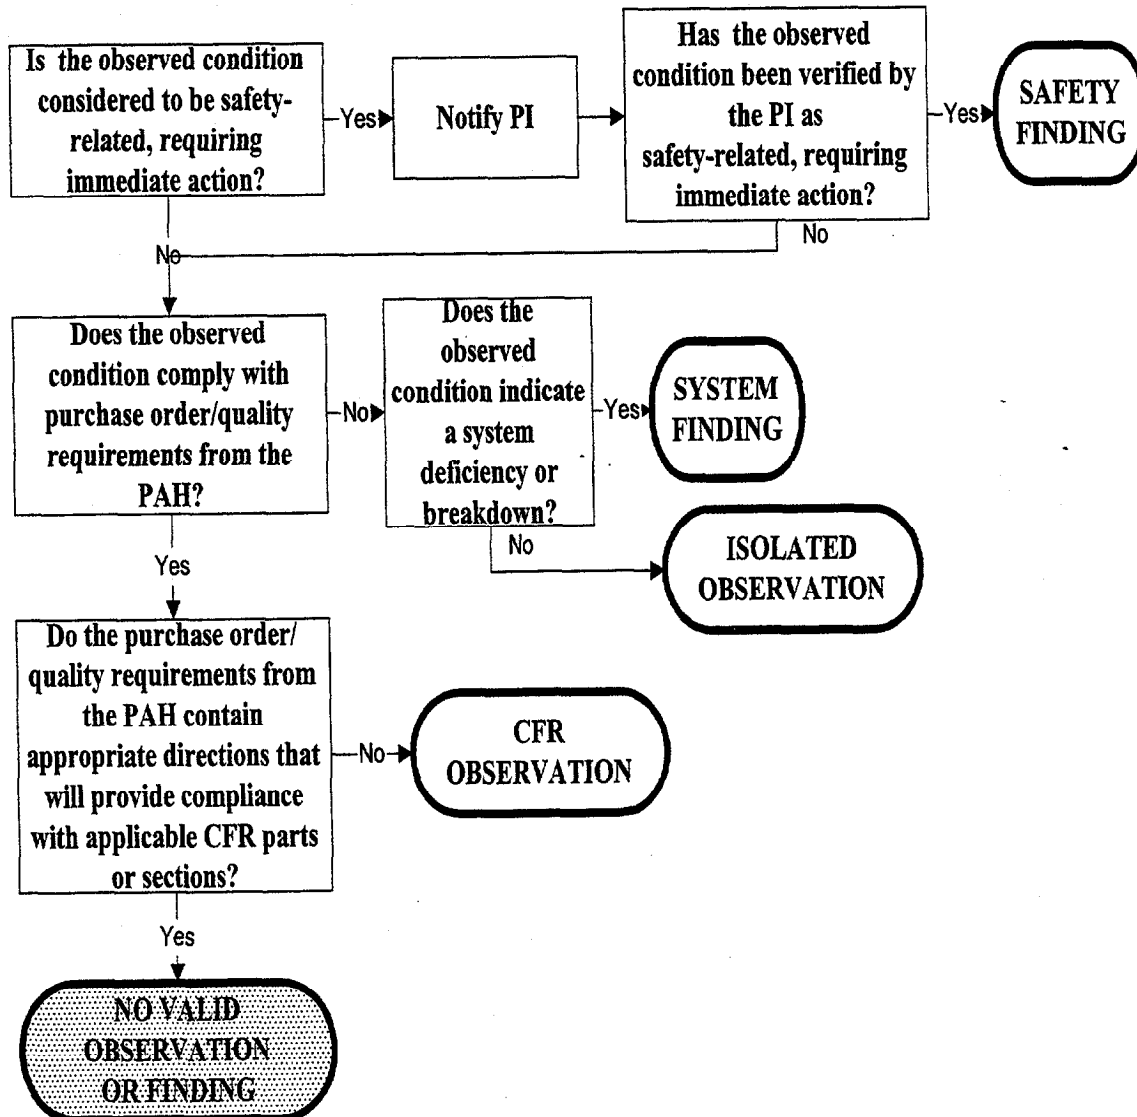 Is the observed condition
considered to be safety-
related, requiring
immediate action?
Yes
Notify PI
Has the observed
condition been verified by
the PI as
safety-related, requiring
immediate action?
Yes
SAFETY
FINDING
No
No
Does the observed
condition comply with
purchase order/quality
requirements from the
PAH?
No
Does the
observed
condition indicate
a system
deficiency or
breakdown?
Yes
SYSTEM
FINDING
No
ISOLATED
OBSERVATION
Yes
Do the purchase order/
quality requirements from
the PAH contain
appropriate directions that
will provide compliance
with applicable CFR parts
or sections?
No
CFR
OBSERVATION
Yes
NO VALID
OBSERVATION
OR FINDING